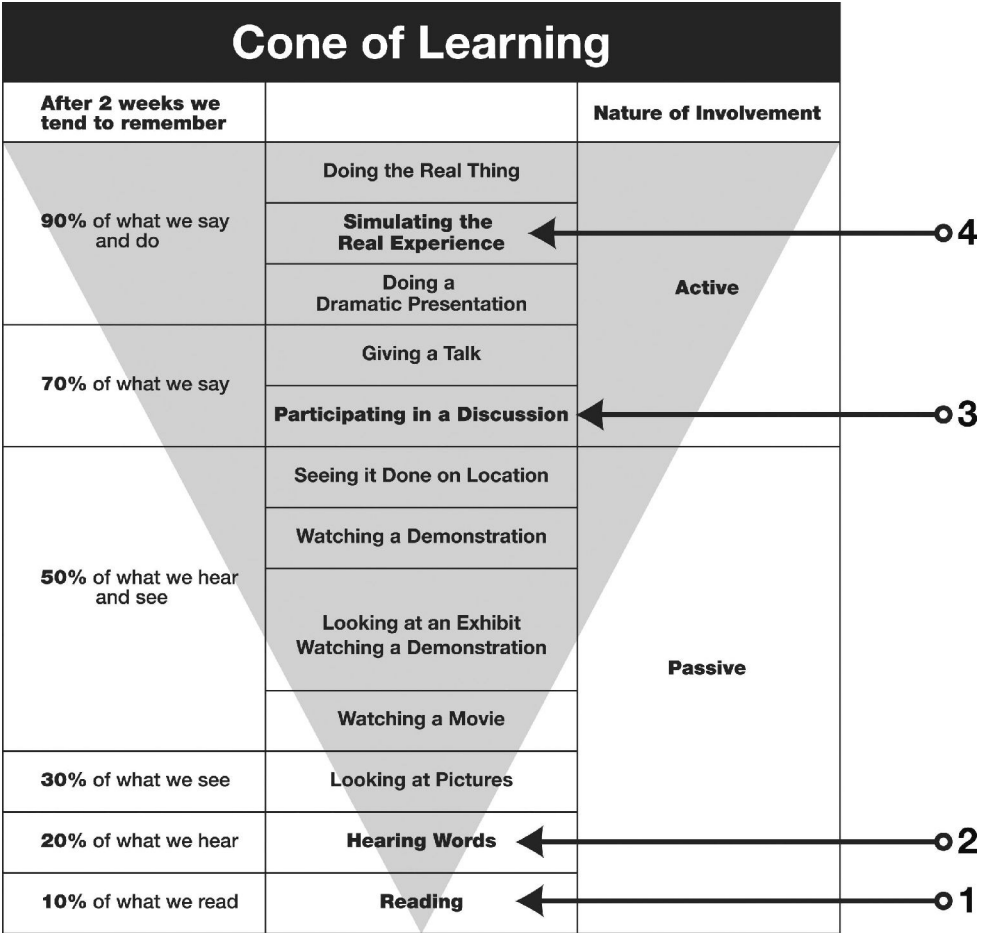 Cone of Learning
After 2 weeks we
tend to remember
Nature of Involvement
90% of what we say
and do
Doing the Real Thing
Simulating the
Real Experience
4
Doing a
Dramatic Presentation
Active
70% of what we say
Giving a Talk
Participating in a Discussion
3
50% of what we hear
and see
Seeing it Done on Location
Watching a Demonstration
Looking at an Exhibit
Watching a Demonstration
Watching a Movie
Passive
30% of what we see
Looking at Pictures
20% of what we hear
Hearing Words
2
10% of what we read
Reading
1